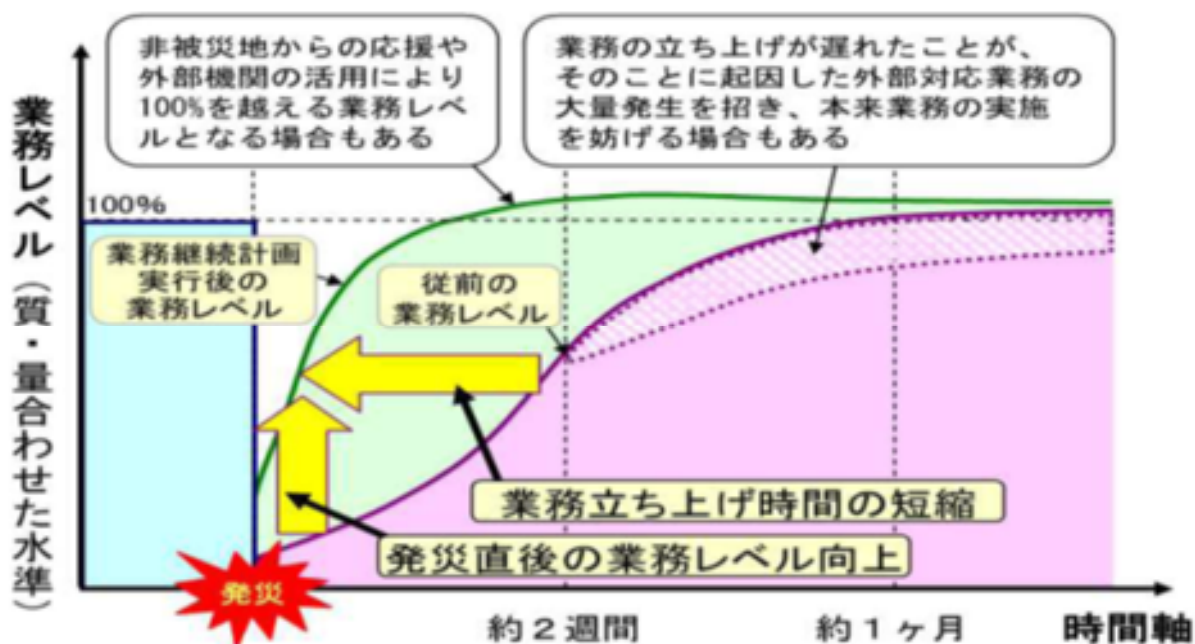 非被災地からの応援や
外部機関の活用により
100%を越える業務レベ
ルとなる場合もある
業務の立ち上げが遅れたことが、
そのことに起因した外部対応業務の
大量発生を招き、本来業務の実施
を妨げる場合もある
業務レベル（質・量合わせた水準）
100%
業務継続計画
実行後の
業務レベル
従前の
業務レベル
業務立ち上げ時間の短縮
発災直後の業務レベル向上
発災
約２週間
約１ヶ月
時間軸